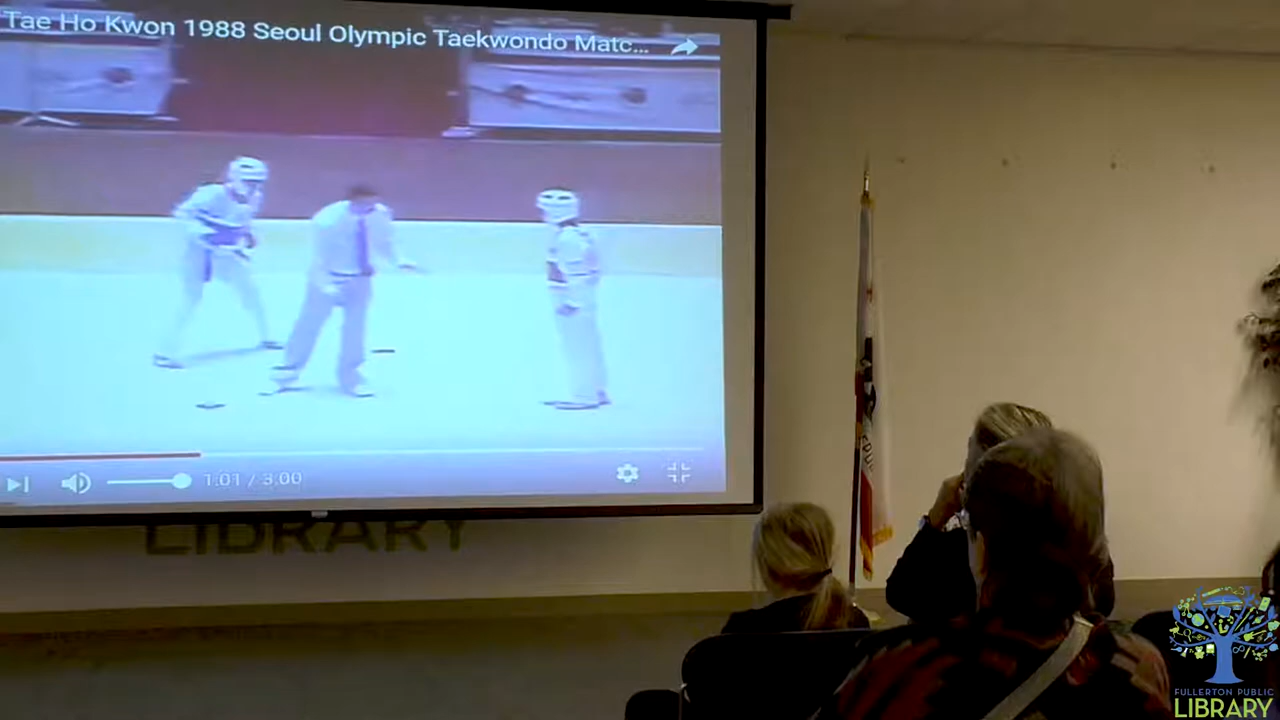 Tae Ho Kwon 1988 Seoul Olympic Taekwondo Matc...
1:01 / 3:00
LIBRARY
FULLERTON PUBLIC
LIBRARY